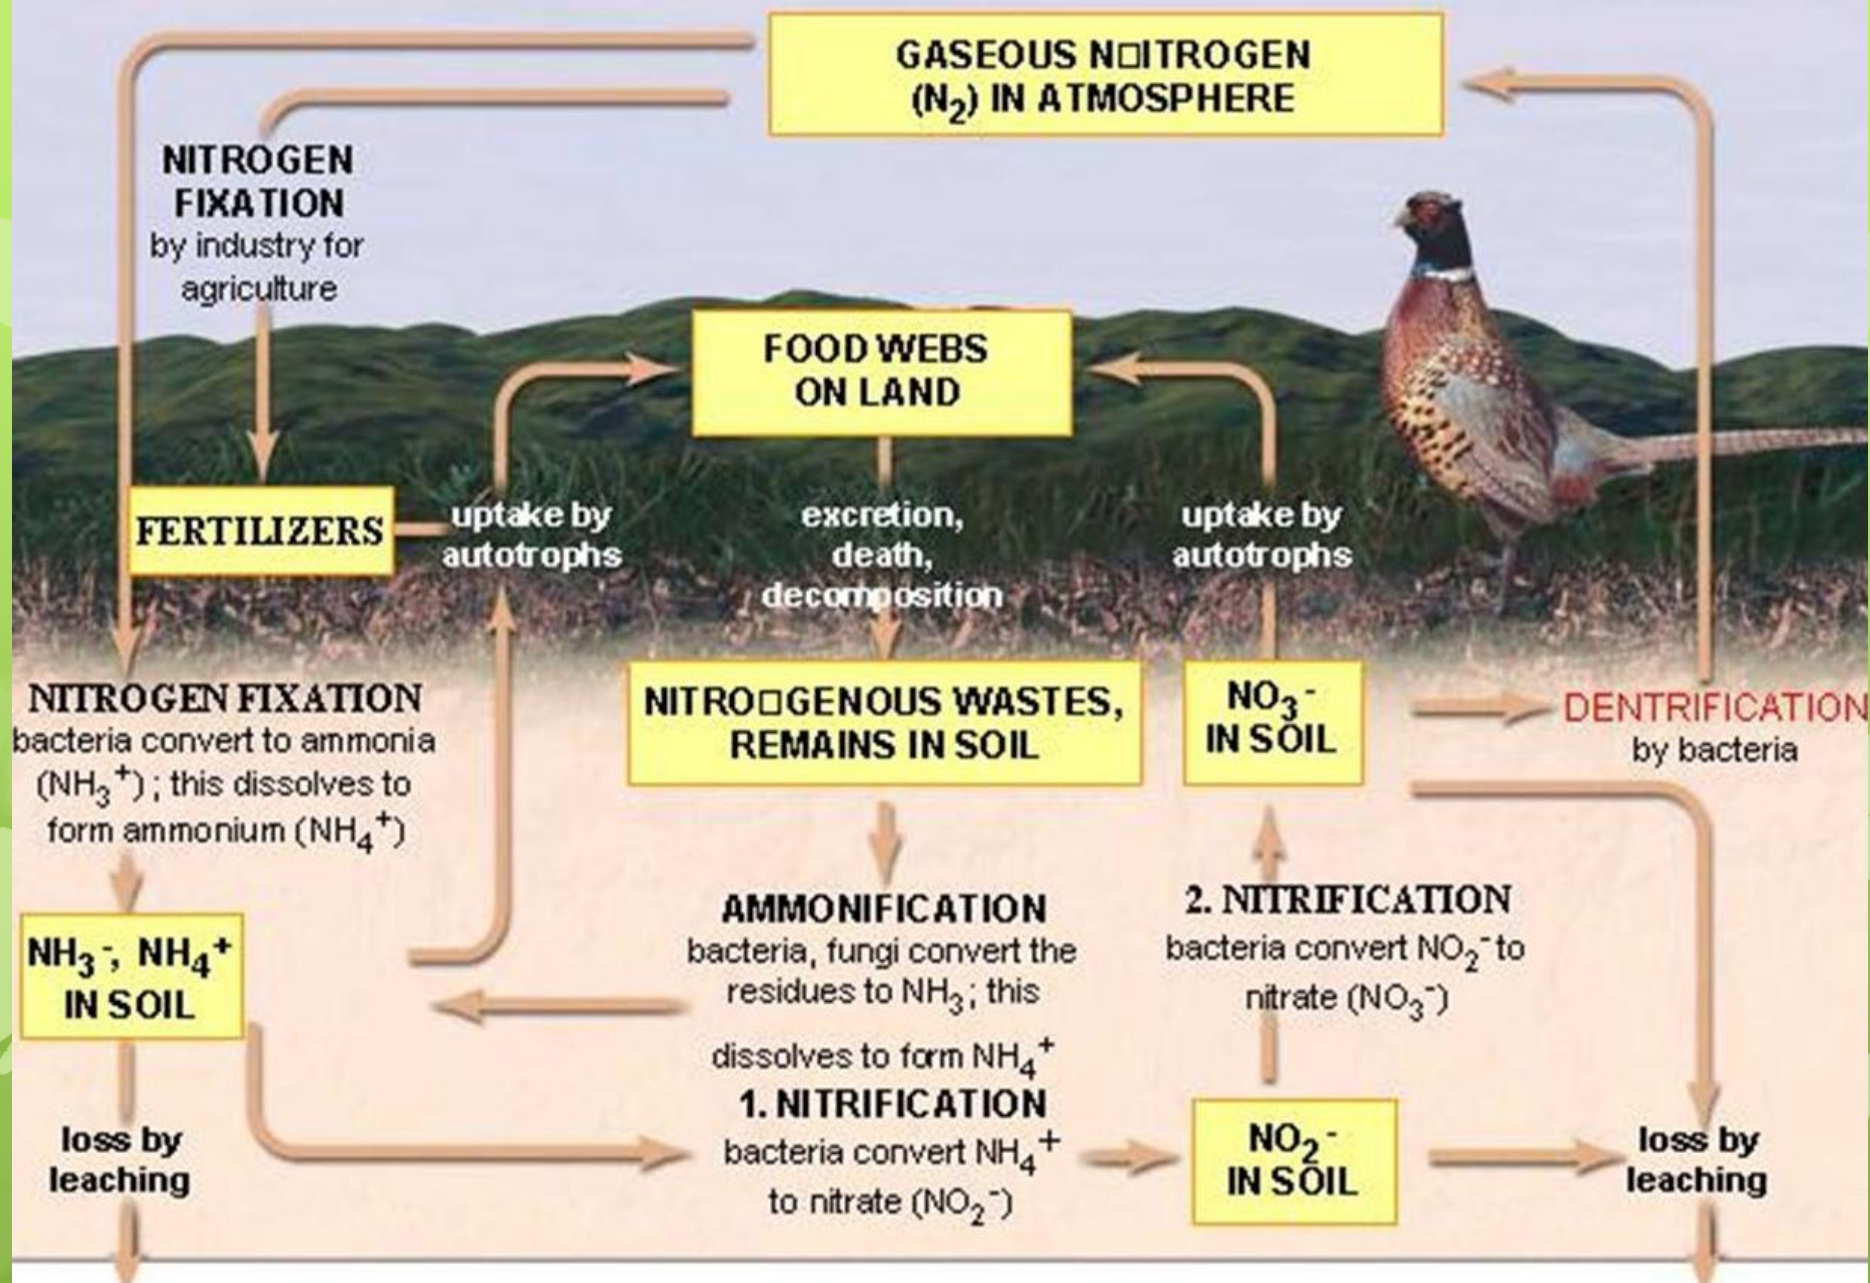 GASEOUS N□ITROGEN
(N₂) IN ATMOSPHERE
NITROGEN
FIXATION
by industry for
agriculture
FOOD WEBS
ON LAND
FERTILIZERS
uptake by
autotrophs
excretion,
death,
decomposition
uptake by
autotrophs
NITROGEN FIXATION
bacteria convert to ammonia
(NH₃⁺) ; this dissolves to
form ammonium (NH₄⁺)
NITRO□GENOUS WASTES,
REMAINS IN SOIL
NO₃⁻
IN SOIL
DENTRIFICATION
by bacteria
NH₃⁻, NH₄⁺
IN SOIL
AMMONIFICATION
bacteria, fungi convert the
residues to NH₃ ; this
dissolves to form NH₄⁺
2. NITRIFICATION
bacteria convert NO₂⁻ to
nitrate (NO₃⁻)
loss by
leaching
1. NITRIFICATION
bacteria convert NH₄⁺
to nitrate (NO₂⁻)
NO₂⁻
IN SOIL
loss by
leaching